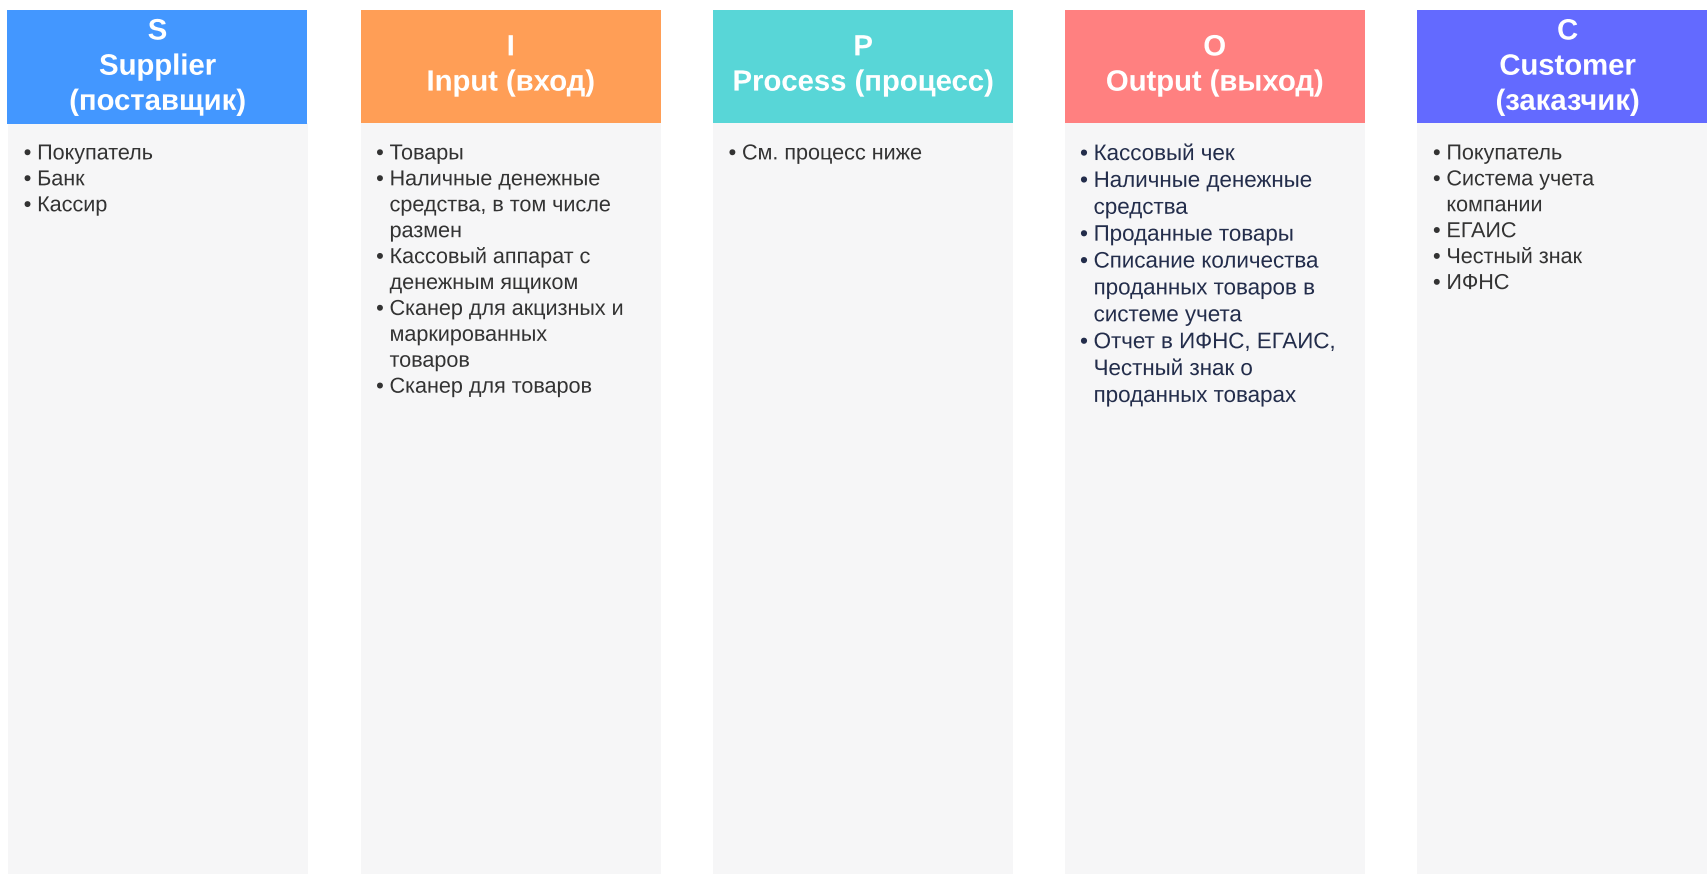 S
Supplier
(поставщик)
• Покупатель
• Банк
• Кассир
I
Input (вход)
• Товары
• Наличные денежные
средства, в том числе
размен
• Кассовый аппарат с
денежным ящиком
• Сканер для акцизных и
маркированных
товаров
• Сканер для товаров
P
Process (процесс)
• См. процесс ниже
O
Output (выход)
• Кассовый чек
• Наличные денежные
средства
• Проданные товары
• Списание количества
проданных товаров в
системе учета
• Отчет в ИФНС, ЕГАИС,
Честный знак о
проданных товарах
C
Customer
(заказчик)
• Покупатель
• Система учета
компании
• ЕГАИС
• Честный знак
• ИФНС